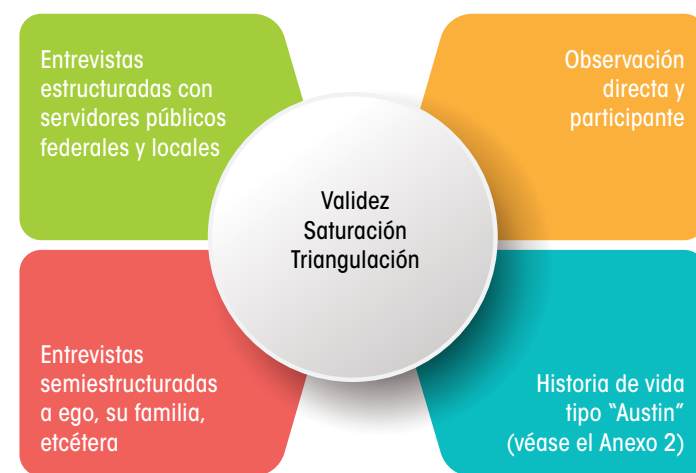 Entrevistas
estructuradas con
servidores públicos
federales y locales
Observación
directa y
participante
Validez
Saturación
Triangulación
Entrevistas
semiestructuradas
a ego, su familia,
etcétera
Historia de vida
tipo “Austin”
(véase el Anexo 2)